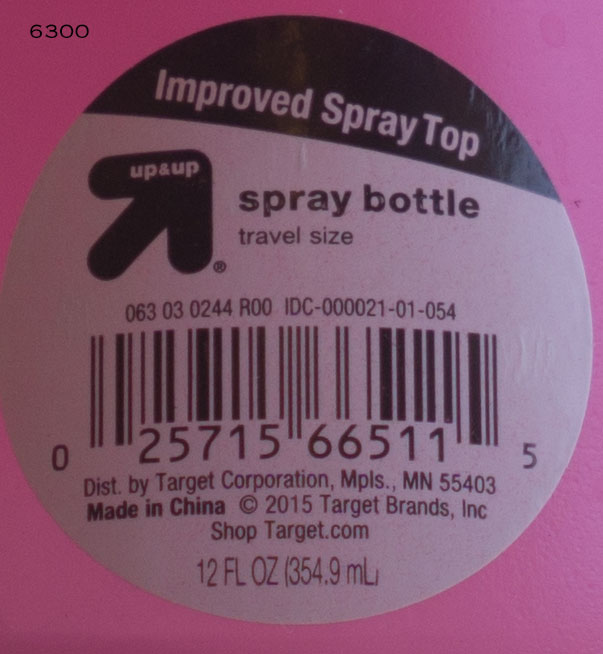 6300
Improved Spray Top
up&up
spray bottle
travel size
®
063 03 0244 R00 IDC-000021-01-054
0 25715 66511 5
Dist. by Target Corporation, Mpls., MN 55403
Made in China © 2015 Target Brands, Inc
Shop Target.com
12 FL OZ (354.9 mL)